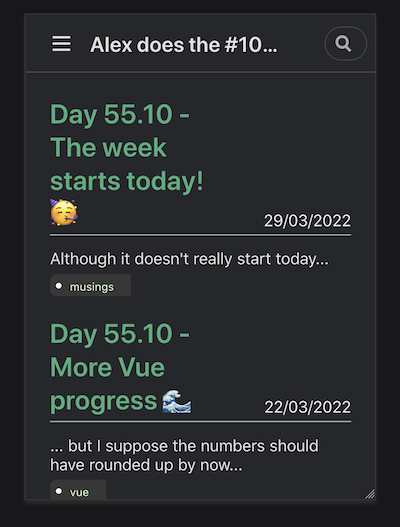 Alex does the #10...
Day 55.10 -
The week
starts today!
🥳
29/03/2022
Although it doesn't really start today...
musings
Day 55.10 -
More Vue
progress 🌊
22/03/2022
... but I suppose the numbers should
have rounded up by now...
vue